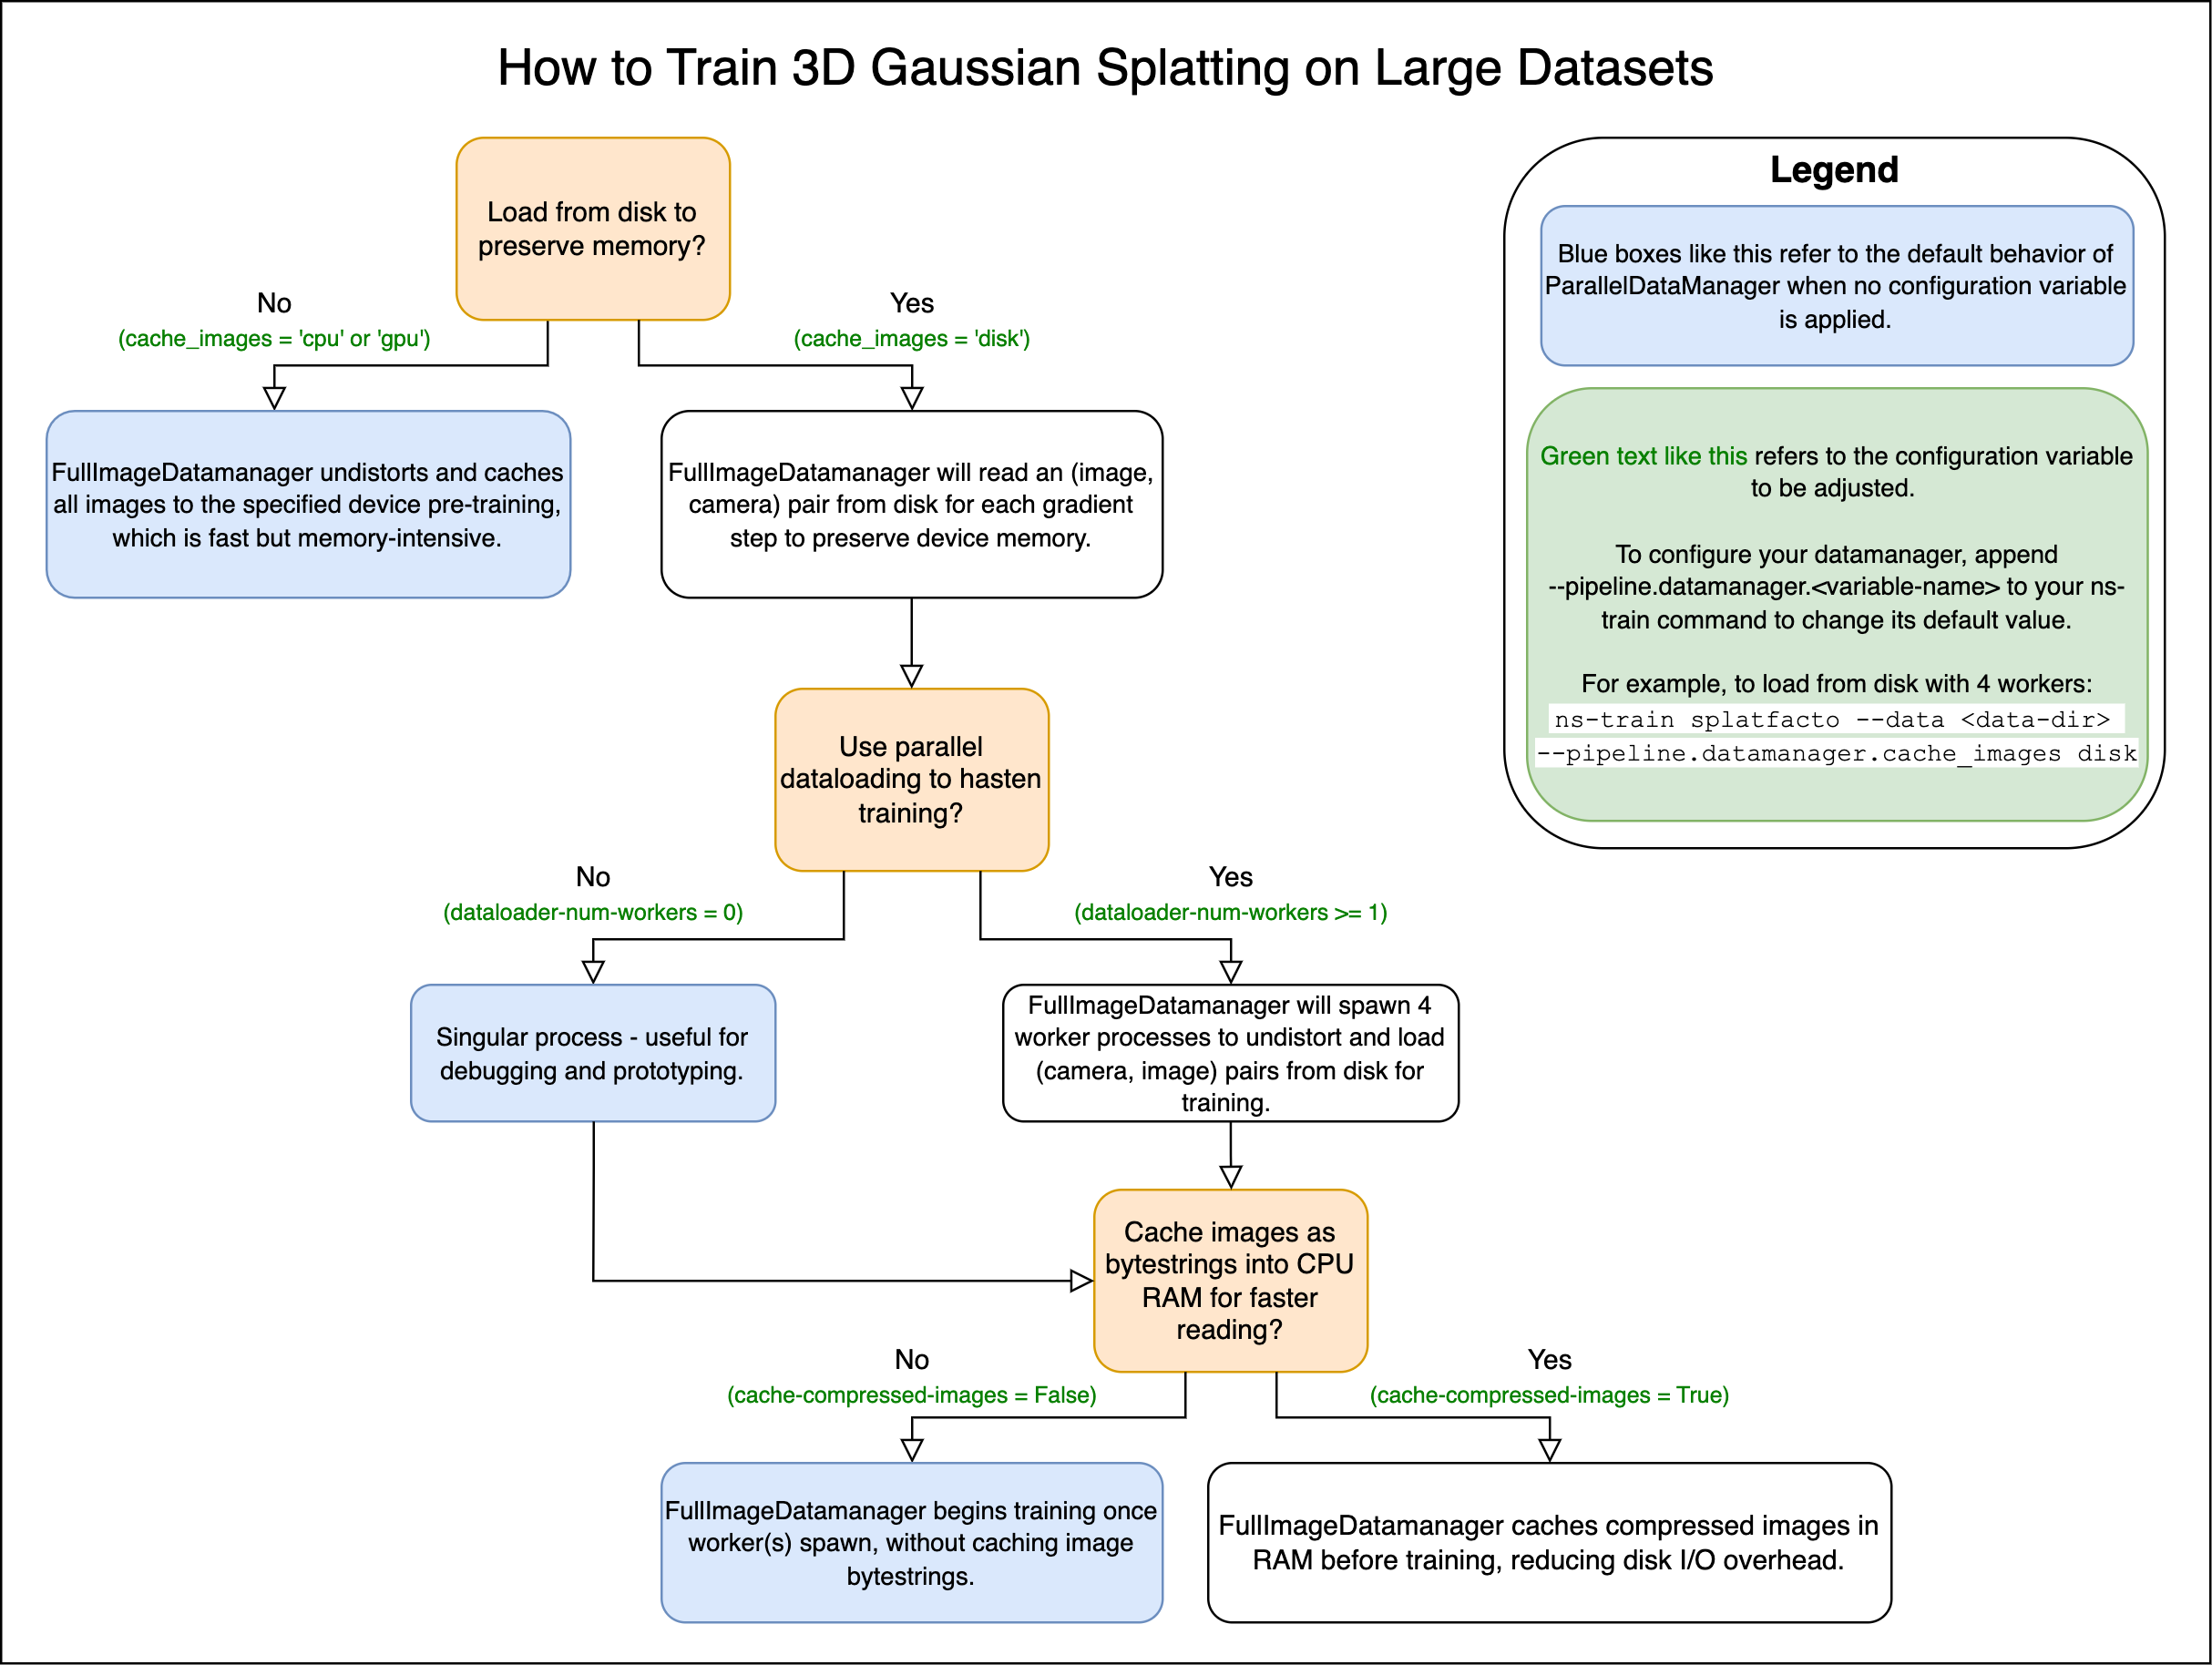 How to Train 3D Gaussian Splatting on Large Datasets
Load from disk to
preserve memory?
No
(cache_images = 'cpu' or 'gpu')
Yes
(cache_images = 'disk')
FullImageDatamanager undistorts and caches
all images to the specified device pre-training,
which is fast but memory-intensive.
FullImageDatamanager will read an (image,
camera) pair from disk for each gradient
step to preserve device memory.
Use parallel
dataloading to hasten
training?
No
(dataloader-num-workers = 0)
Yes
(dataloader-num-workers >= 1)
Singular process - useful for
debugging and prototyping.
FullImageDatamanager will spawn 4
worker processes to undistort and load
(camera, image) pairs from disk for
training.
Cache images as
bytestrings into CPU
RAM for faster
reading?
No
(cache-compressed-images = False)
Yes
(cache-compressed-images = True)
FullImageDatamanager begins training once
worker(s) spawn, without caching image
bytestrings.
FullImageDatamanager caches compressed images in
RAM before training, reducing disk I/O overhead.
Legend
Blue boxes like this refer to the default behavior of
ParallelDataManager when no configuration variable
is applied.
Green text like this refers to the configuration variable
to be adjusted.
To configure your datamanager, append
--pipeline.datamanager.<variable-name> to your ns-
train command to change its default value.
For example, to load from disk with 4 workers:
ns-train splatfacto --data <data-dir>
--pipeline.datamanager.cache_images disk